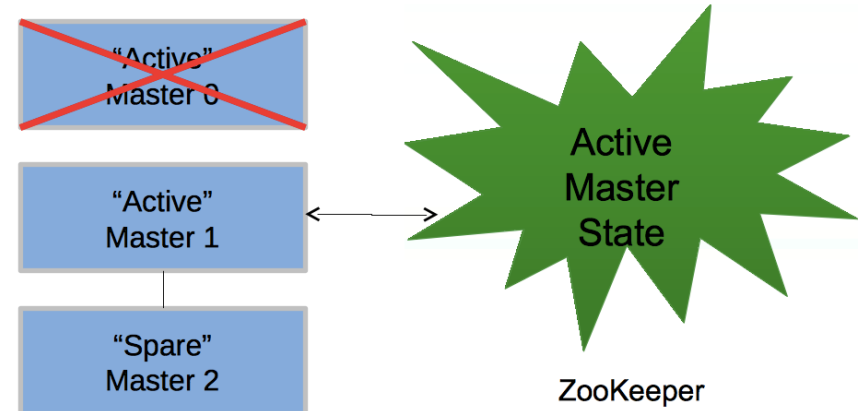 “Active”
Master 0
“Active”
Master 1
“Spare”
Master 2
Active
Master
State
ZooKeeper